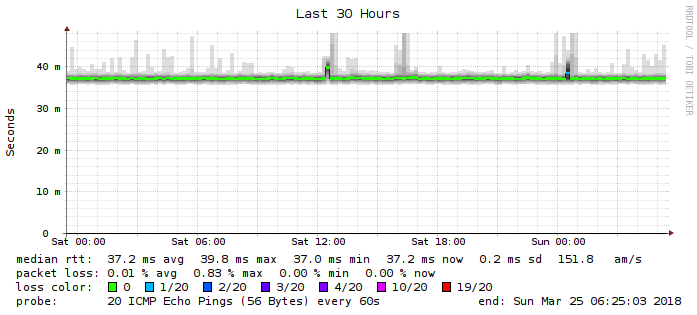 Last 30 Hours
RRDTOOL / TOBI OETIKER
Seconds
40 m
30 m
20 m
10 m
0
Sat 00:00 Sat 06:00 Sat 12:00 Sat 18:00 Sun 00:00
median rtt: 37.2 ms avg 39.8 ms max 37.0 ms min 37.2 ms now 0.2 ms sd 151.8 am/s
packet loss: 0.01 % avg 0.83 % max 0.00 % min 0.00 % now
loss color: 0 1/20 2/20 3/20 4/20 10/20 19/20
probe: 20 ICMP Echo Pings (56 Bytes) every 60s end: Sun Mar 25 06:25:03 2018